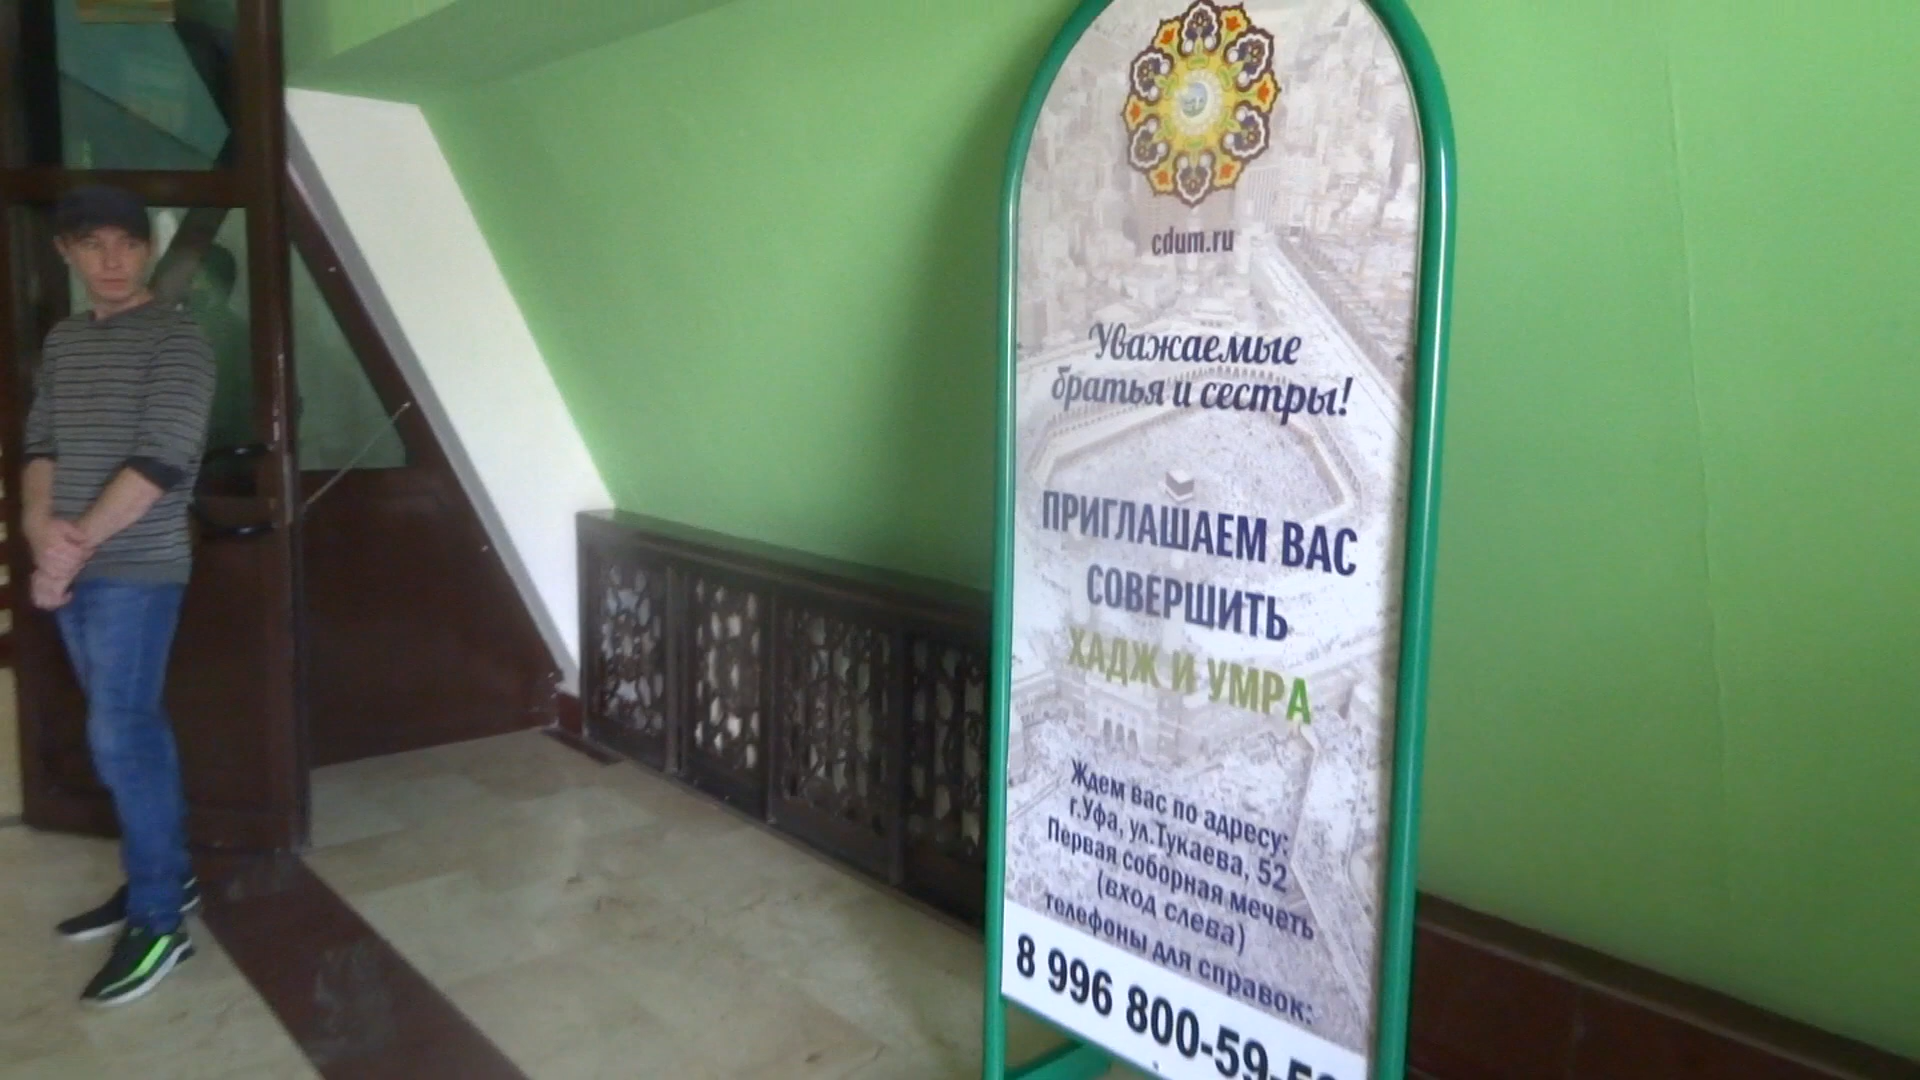 cdum.ru
Уважаемые
братья и сестры!
ПРИГЛАШАЕМ ВАС
СОВЕРШИТЬ
ХАДЖ И УМРА
Ждем вас по адресу:
г.Уфа, ул.Тукаева, 52
Первая соборная мечеть
(вход слева)
телефоны для справок:
8 996 800-59-